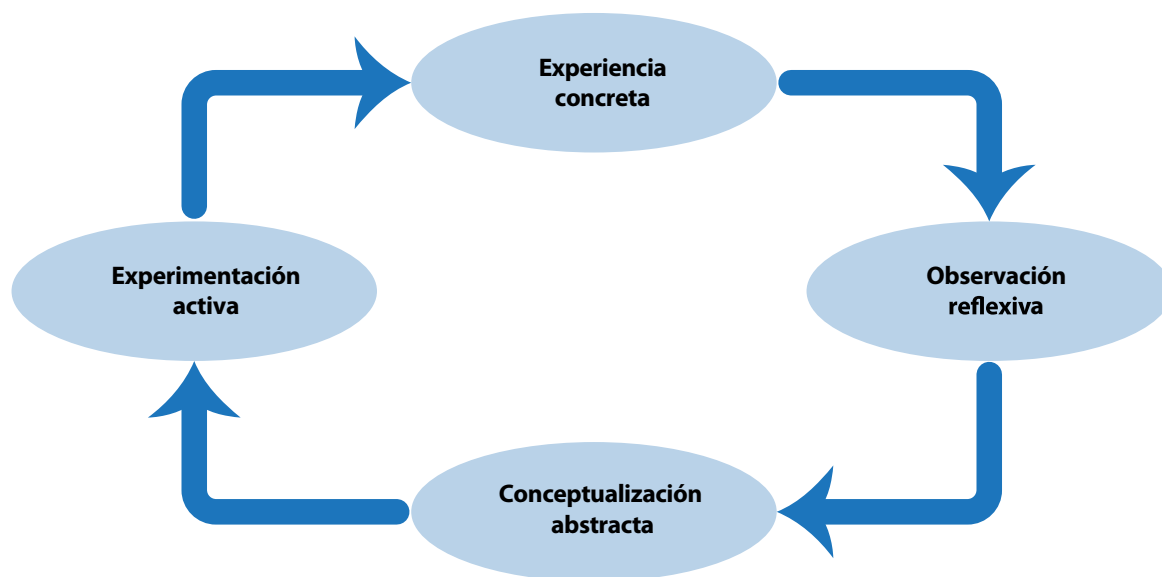 Experiencia
concreta
Experimentación
activa
Observación
reflexiva
Conceptualización
abstracta